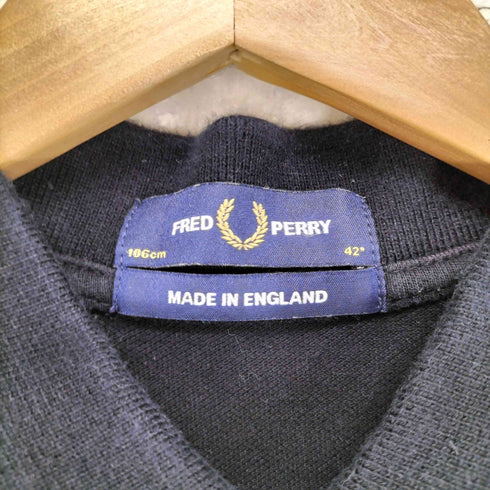 FRED PERRY
106cm 42"
MADE IN ENGLAND